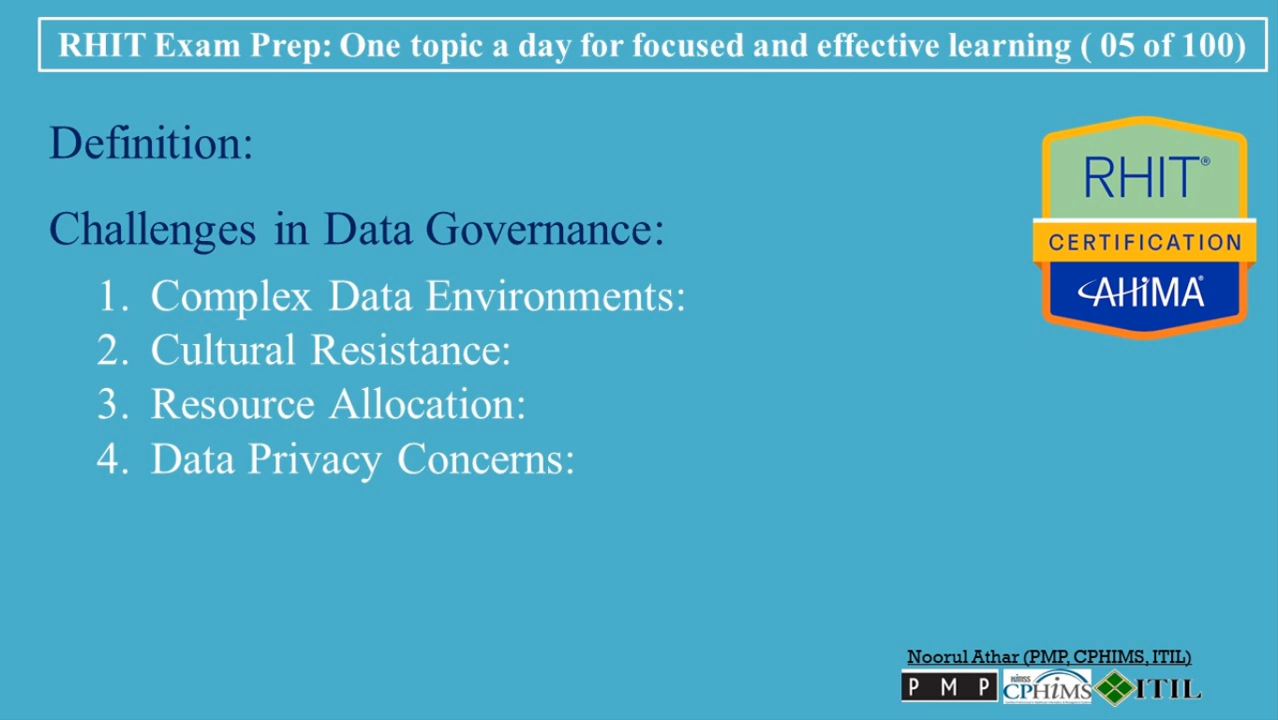 RHIT Exam Prep: One topic a day for focused and effective learning ( 05 of 100)
Definition:
Challenges in Data Governance:
1. Complex Data Environments:
2. Cultural Resistance:
3. Resource Allocation:
4. Data Privacy Concerns:
RHIT®
CERTIFICATION
AHiMA®
Noorul Athar (PMP, CPHIMS, ITIL)
P M P
himss
CPHiMS
ITIL